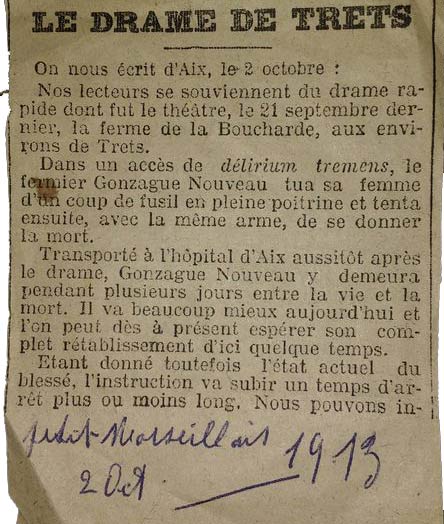 LE DRAME DE TRETS
On nous écrit d'Aix, le 2 octobre :
Nos lecteurs se souviennent du drame ra-
pide dont fut le théâtre, le 21 septembre der-
nier, la ferme de la Boucharde, aux envi-
rons de Trets.
Dans un accès de délirium tremens, le
fermier Gonzague Nouveau tua sa femme
d'un coup de fusil en pleine poitrine et tenta
ensuite, avec la même arme, de se donner
la mort.
Transporté à l'hôpital d'Aix aussitôt après
le drame, Gonzague Nouveau y demeura
pendant plusieurs jours entre la vie et la
mort. Il va beaucoup mieux aujourd'hui et
l'on peut dès à présent espérer son com-
plet rétablissement d'ici quelque temps.
Etant donné toutefois l'état actuel du
blessé, l'instruction va subir un temps d'ar-
rêt plus ou moins long. Nous pouvons in-
petit-Marseillais 1913
2 Oct.